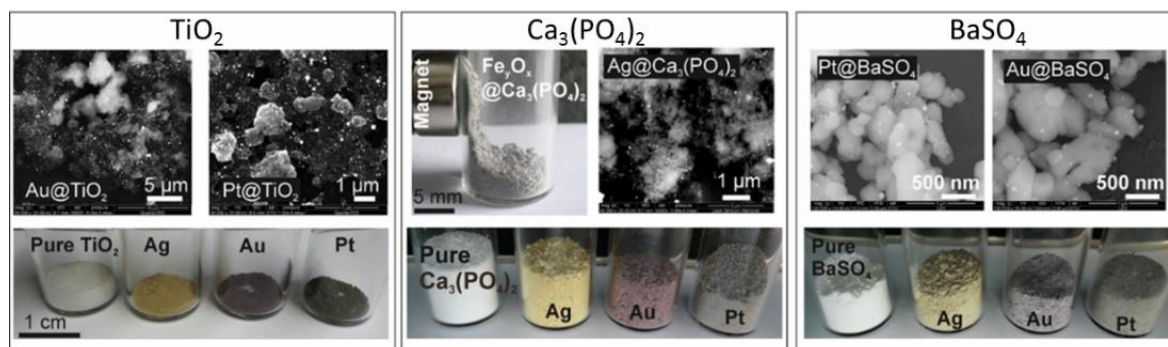 TiO₂
Au@TiO₂
5 µm
Pt@TiO₂
1 µm
Pure TiO₂
Ag
Au
Pt
1 cm
Ca₃(PO₄)₂
Magnet
FeᵧOₓ
@Ca₃(PO₄)₂
5 mm
Ag@Ca₃(PO₄)₂
1 µm
Pure
Ca₃(PO₄)₂
Ag
Au
Pt
BaSO₄
Pt@BaSO₄
500 nm
Au@BaSO₄
500 nm
Pure
BaSO₄
Ag
Au
Pt